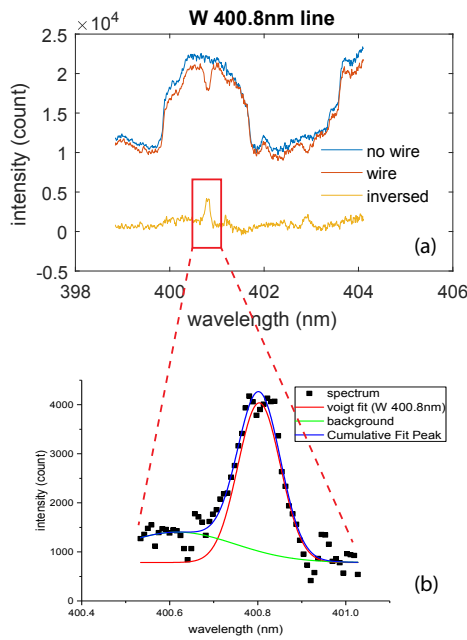 W 400.8nm line
× 10⁴
2.5
2
1.5
1
0.5
0
-0.5
intensity (count)
no wire
wire
inversed
(a)
398 400 402 404 406
wavelength (nm)
4000
3000
2000
1000
0
intensity (count)
spectrum
voigt fit (W 400.8nm)
background
Cumulative Fit Peak
(b)
400.4 400.6 400.8 401.0
wavelength (nm)